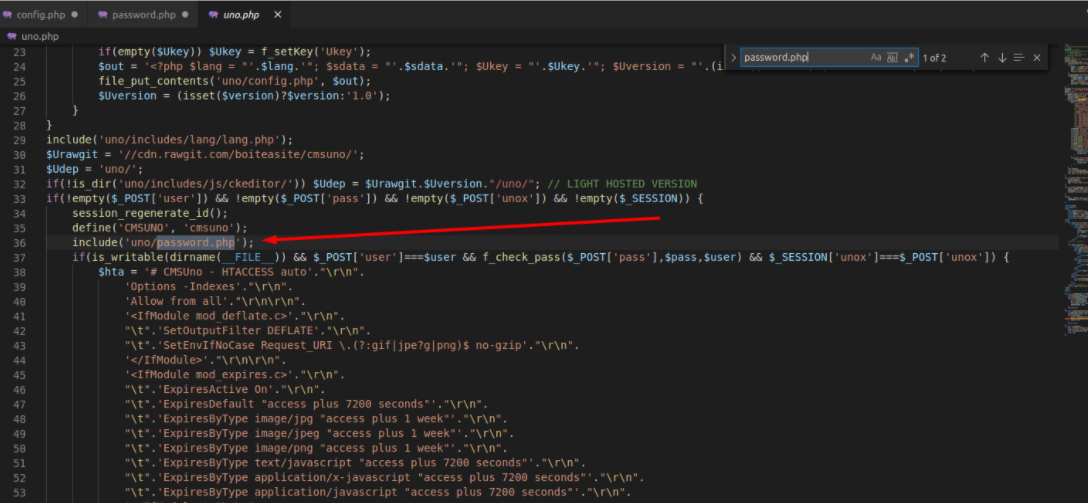 config.php
password.php
uno.php
uno.php
password.php
Aa
Ab
.*
1 of 2
23 if(empty($Ukey)) $Ukey = f_setKey('Ukey');
24 $out = '<?php $lang = "'.$lang.'"; $sdata = "'.$sdata.'"; $Ukey = "'.$Ukey.'"; $Uversion = "'.(i
25 file_put_contents('uno/config.php', $out);
26 $Uversion = (isset($version)?$version:'1.0');
27 }
28 }
29 include('uno/includes/lang/lang.php');
30 $Urawgit = '//cdn.rawgit.com/boiteasite/cmsuno/';
31 $Udep = 'uno/';
32 if(!is_dir('uno/includes/js/ckeditor/')) $Udep = $Urawgit.$Uversion."/uno/"; // LIGHT HOSTED VERSION
33 if(!empty($_POST['user']) && !empty($_POST['pass']) && !empty($_POST['unox']) && !empty($_SESSION)) {
34 session_regenerate_id();
35 define('CMSUNO', 'cmsuno');
36 include('uno/password.php');
37 if(is_writable(dirname(__FILE__)) && $_POST['user']===$user && f_check_pass($_POST['pass'],$pass,$user) && $_SESSION['unox']===$_POST['unox']) {
38 $hta = '# CMSUno - HTACCESS auto'."\r\n".
39 'Options -Indexes'."\r\n".
40 'Allow from all'."\r\n\r\n".
41 '<IfModule mod_deflate.c>'."\r\n".
42 "\t".'SetOutputFilter DEFLATE'."\r\n".
43 "\t".'SetEnvIfNoCase Request_URI \.(?:gif|jpe?g|png)$ no-gzip'."\r\n".
44 '</IfModule>'."\r\n\r\n".
45 '<IfModule mod_expires.c>'."\r\n".
46 "\t".'ExpiresActive On'."\r\n".
47 "\t".'ExpiresDefault "access plus 7200 seconds"'."\r\n".
48 "\t".'ExpiresByType image/jpg "access plus 1 week"'."\r\n".
49 "\t".'ExpiresByType image/jpeg "access plus 1 week"'."\r\n".
50 "\t".'ExpiresByType image/png "access plus 1 week"'."\r\n".
51 "\t".'ExpiresByType text/javascript "access plus 7200 seconds"'."\r\n".
52 "\t".'ExpiresByType application/x-javascript "access plus 7200 seconds"'."\r\n".
53 "\t".'ExpiresByType application/javascript "access plus 7200 seconds"'."\r\n".